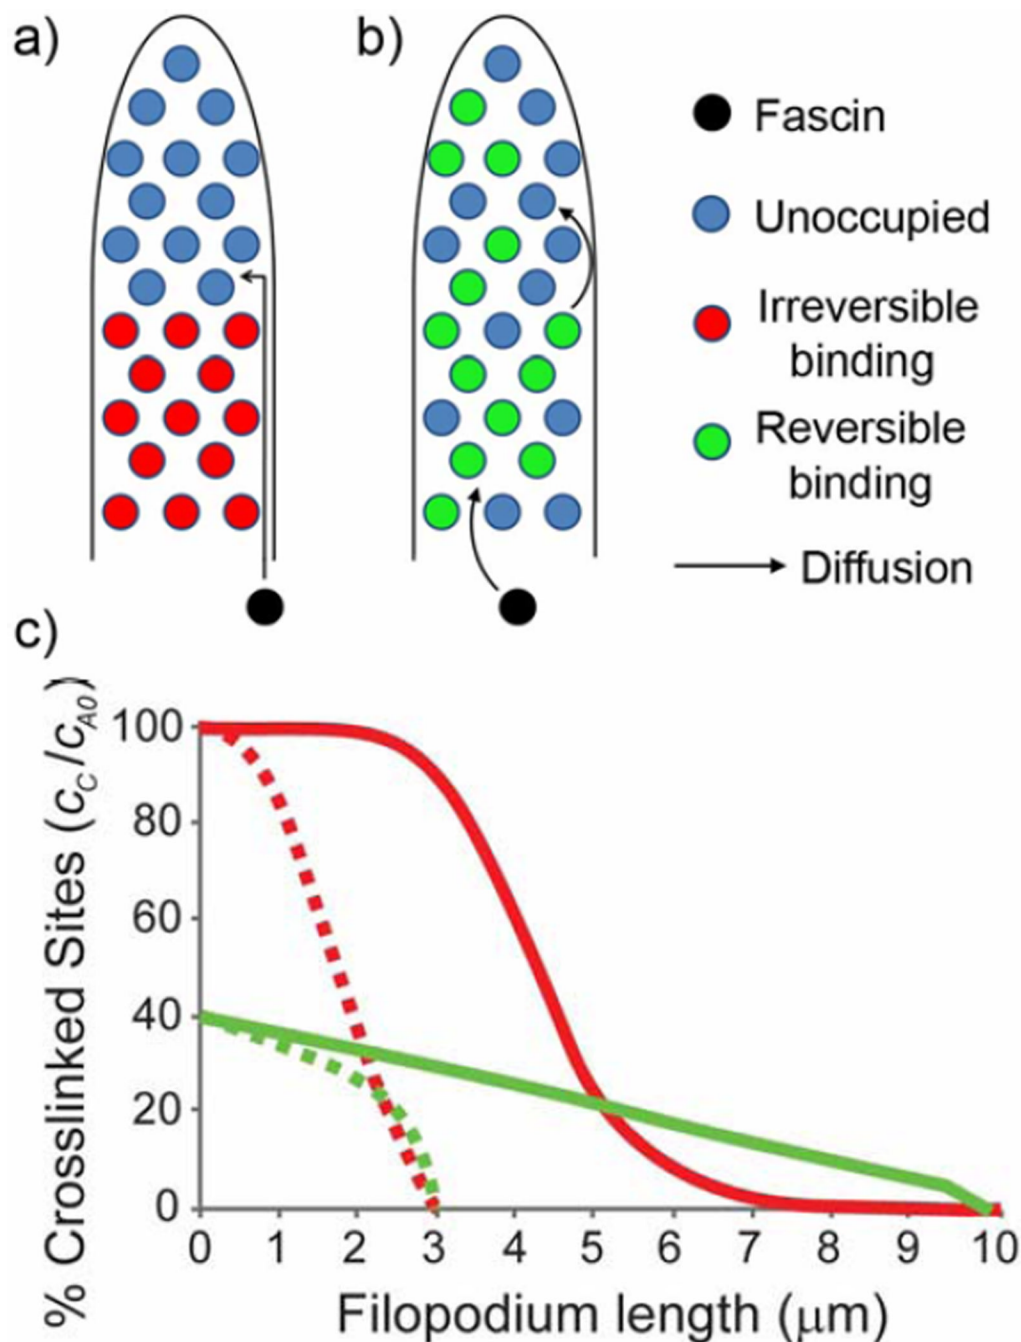 a)
b)
Fascin
Unoccupied
Irreversible
binding
Reversible
binding
Diffusion
c)
% Crosslinked Sites (cC/cA0)
100
80
60
40
20
0
0 1 2 3 4 5 6 7 8 9 10
Filopodium length (μm)